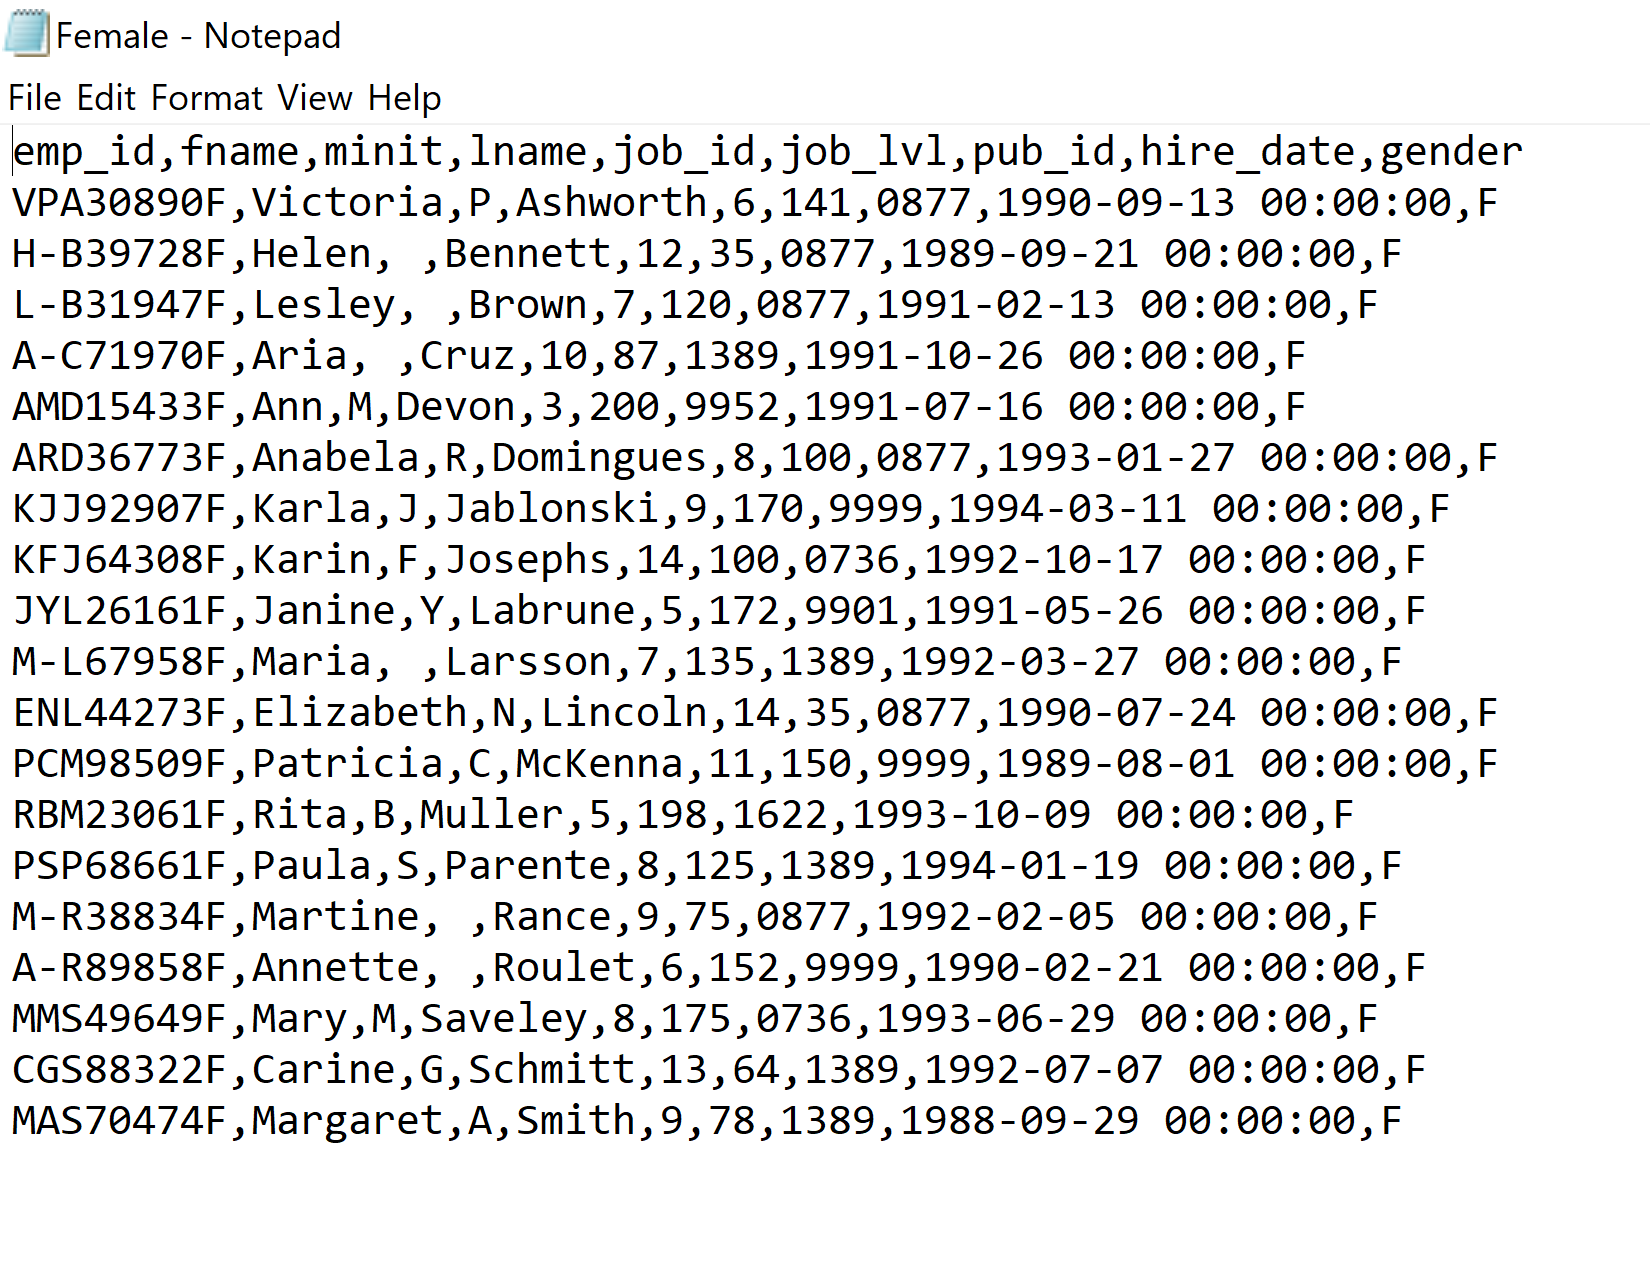 Female - Notepad
File Edit Format View Help
emp_id,fname,minit,lname,job_id,job_lvl,pub_id,hire_date,gender
VPA30890F,Victoria,P,Ashworth,6,141,0877,1990-09-13 00:00:00,F
H-B39728F,Helen, ,Bennett,12,35,0877,1989-09-21 00:00:00,F
L-B31947F,Lesley, ,Brown,7,120,0877,1991-02-13 00:00:00,F
A-C71970F,Aria, ,Cruz,10,87,1389,1991-10-26 00:00:00,F
AMD15433F,Ann,M,Devon,3,200,9952,1991-07-16 00:00:00,F
ARD36773F,Anabela,R,Domingues,8,100,0877,1993-01-27 00:00:00,F
KJJ92907F,Karla,J,Jablonski,9,170,9999,1994-03-11 00:00:00,F
KFJ64308F,Karin,F,Josephs,14,100,0736,1992-10-17 00:00:00,F
JYL26161F,Janine,Y,Labrune,5,172,9901,1991-05-26 00:00:00,F
M-L67958F,Maria, ,Larsson,7,135,1389,1992-03-27 00:00:00,F
ENL44273F,Elizabeth,N,Lincoln,14,35,0877,1990-07-24 00:00:00,F
PCM98509F,Patricia,C,McKenna,11,150,9999,1989-08-01 00:00:00,F
RBM23061F,Rita,B,Muller,5,198,1622,1993-10-09 00:00:00,F
PSP68661F,Paula,S,Parente,8,125,1389,1994-01-19 00:00:00,F
M-R38834F,Martine, ,Rance,9,75,0877,1992-02-05 00:00:00,F
A-R89858F,Annette, ,Roulet,6,152,9999,1990-02-21 00:00:00,F
MMS49649F,Mary,M,Saveley,8,175,0736,1993-06-29 00:00:00,F
CGS88322F,Carine,G,Schmitt,13,64,1389,1992-07-07 00:00:00,F
MAS70474F,Margaret,A,Smith,9,78,1389,1988-09-29 00:00:00,F